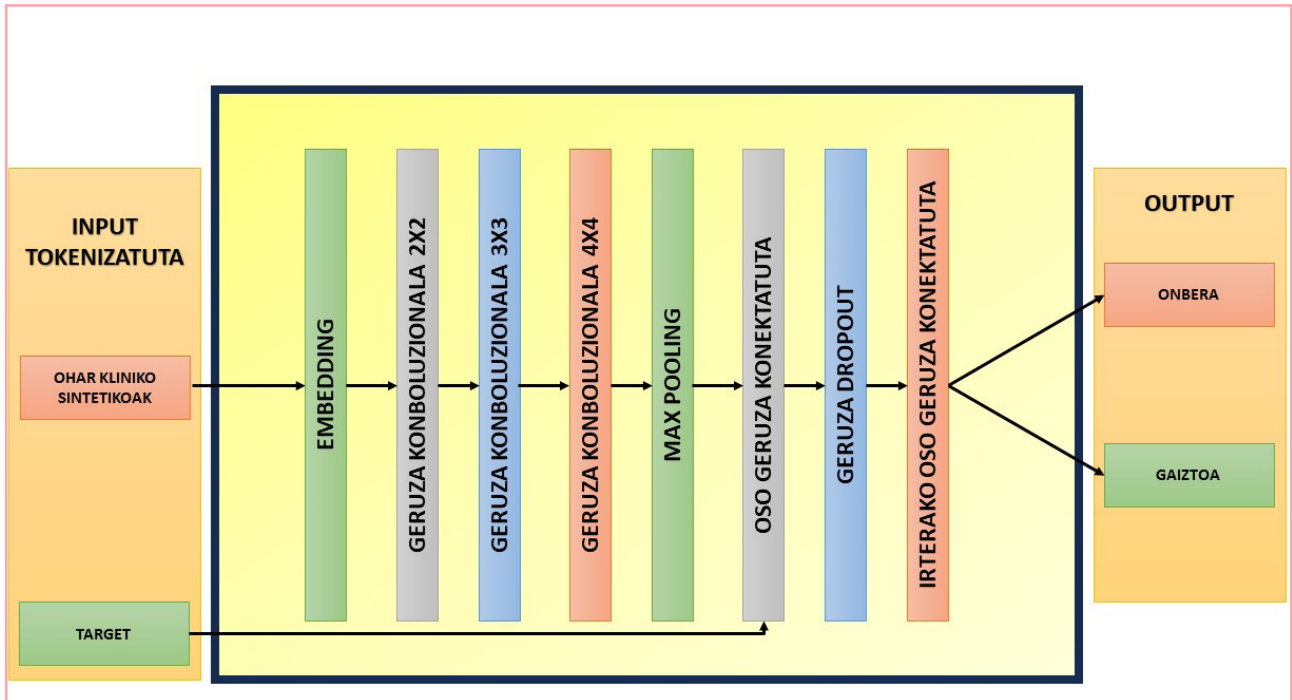 INPUT
TOKENIZATUTA
OHAR KLINIKO
SINTETIKOAK
TARGET
EMBEDDING
GERUZA KONBOLUZIONALA 2X2
GERUZA KONBOLUZIONALA 3X3
GERUZA KONBOLUZIONALA 4X4
MAX POOLING
OSO GERUZA KONEKTATUTA
GERUZA DROPOUT
IRTERAKO OSO GERUZA KONEKTATUTA
OUTPUT
ONBERA
GAIZTOA